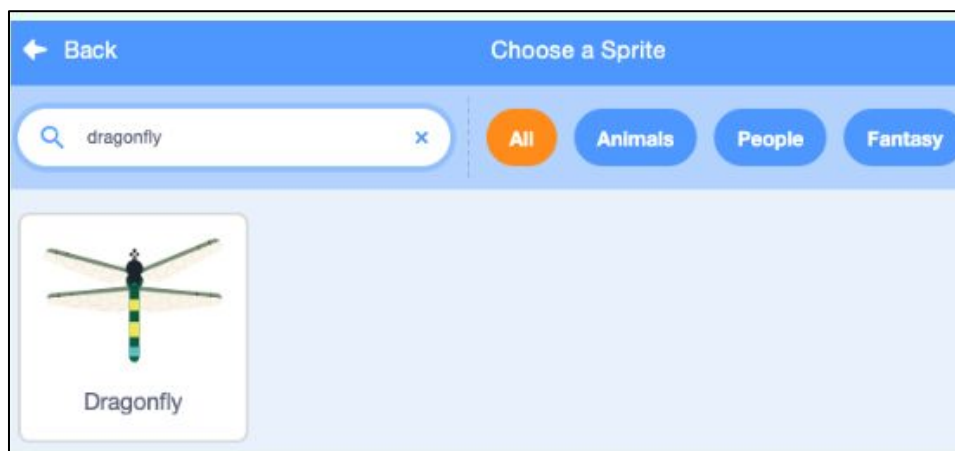 Back
Choose a Sprite
dragonfly
All
Animals
People
Fantasy
Dragonfly